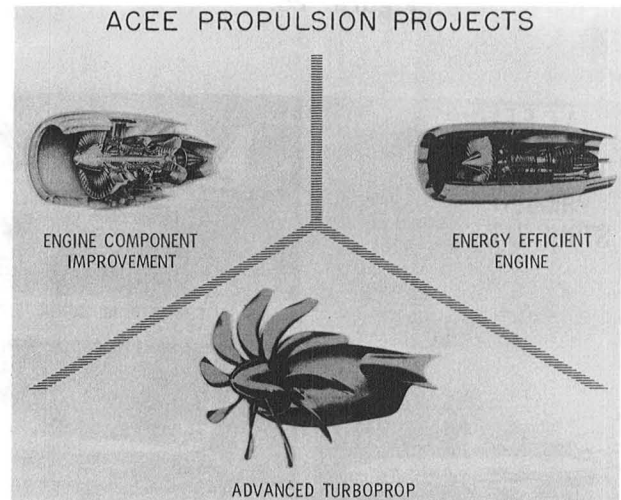 ACEE PROPULSION PROJECTS
ENGINE COMPONENT
IMPROVEMENT
ENERGY EFFICIENT
ENGINE
ADVANCED TURBOPROP